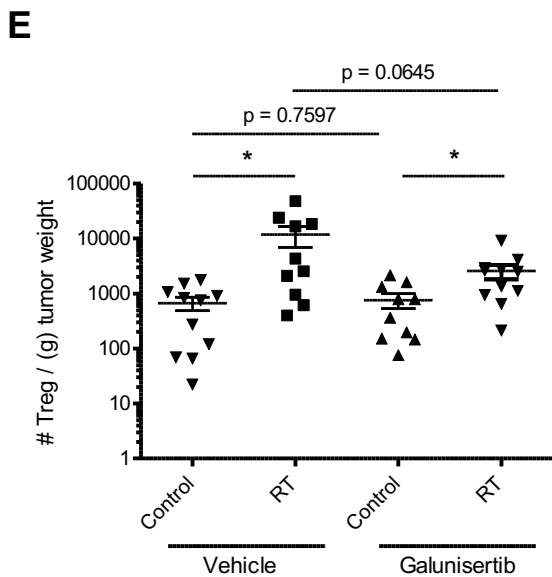 E
p = 0.0645
p = 0.7597
* *
100000
10000
1000
100
10
1
# Treg / (g) tumor weight
Control RT Control RT
Vehicle Galunisertib